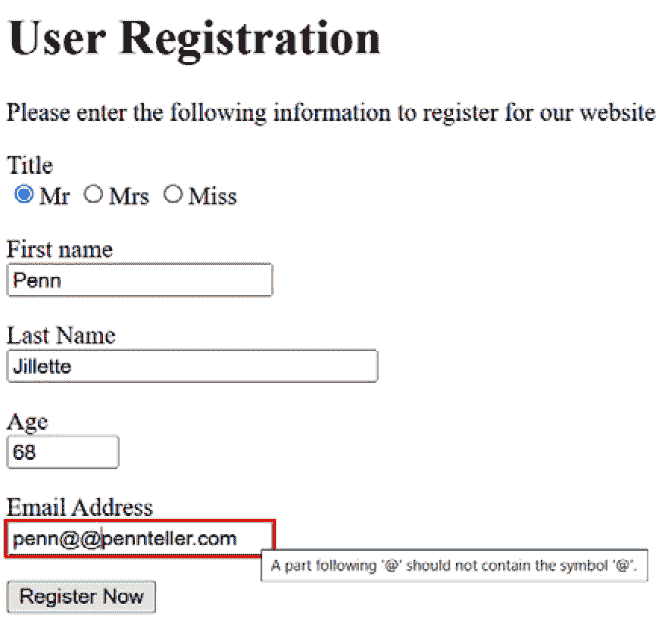 User Registration
Please enter the following information to register for our website
Title
Mr Mrs Miss
First name
Penn
Last Name
Jillette
Age
68
Email Address
penn@@pennteller.com
A part following '@' should not contain the symbol '@'.
Register Now